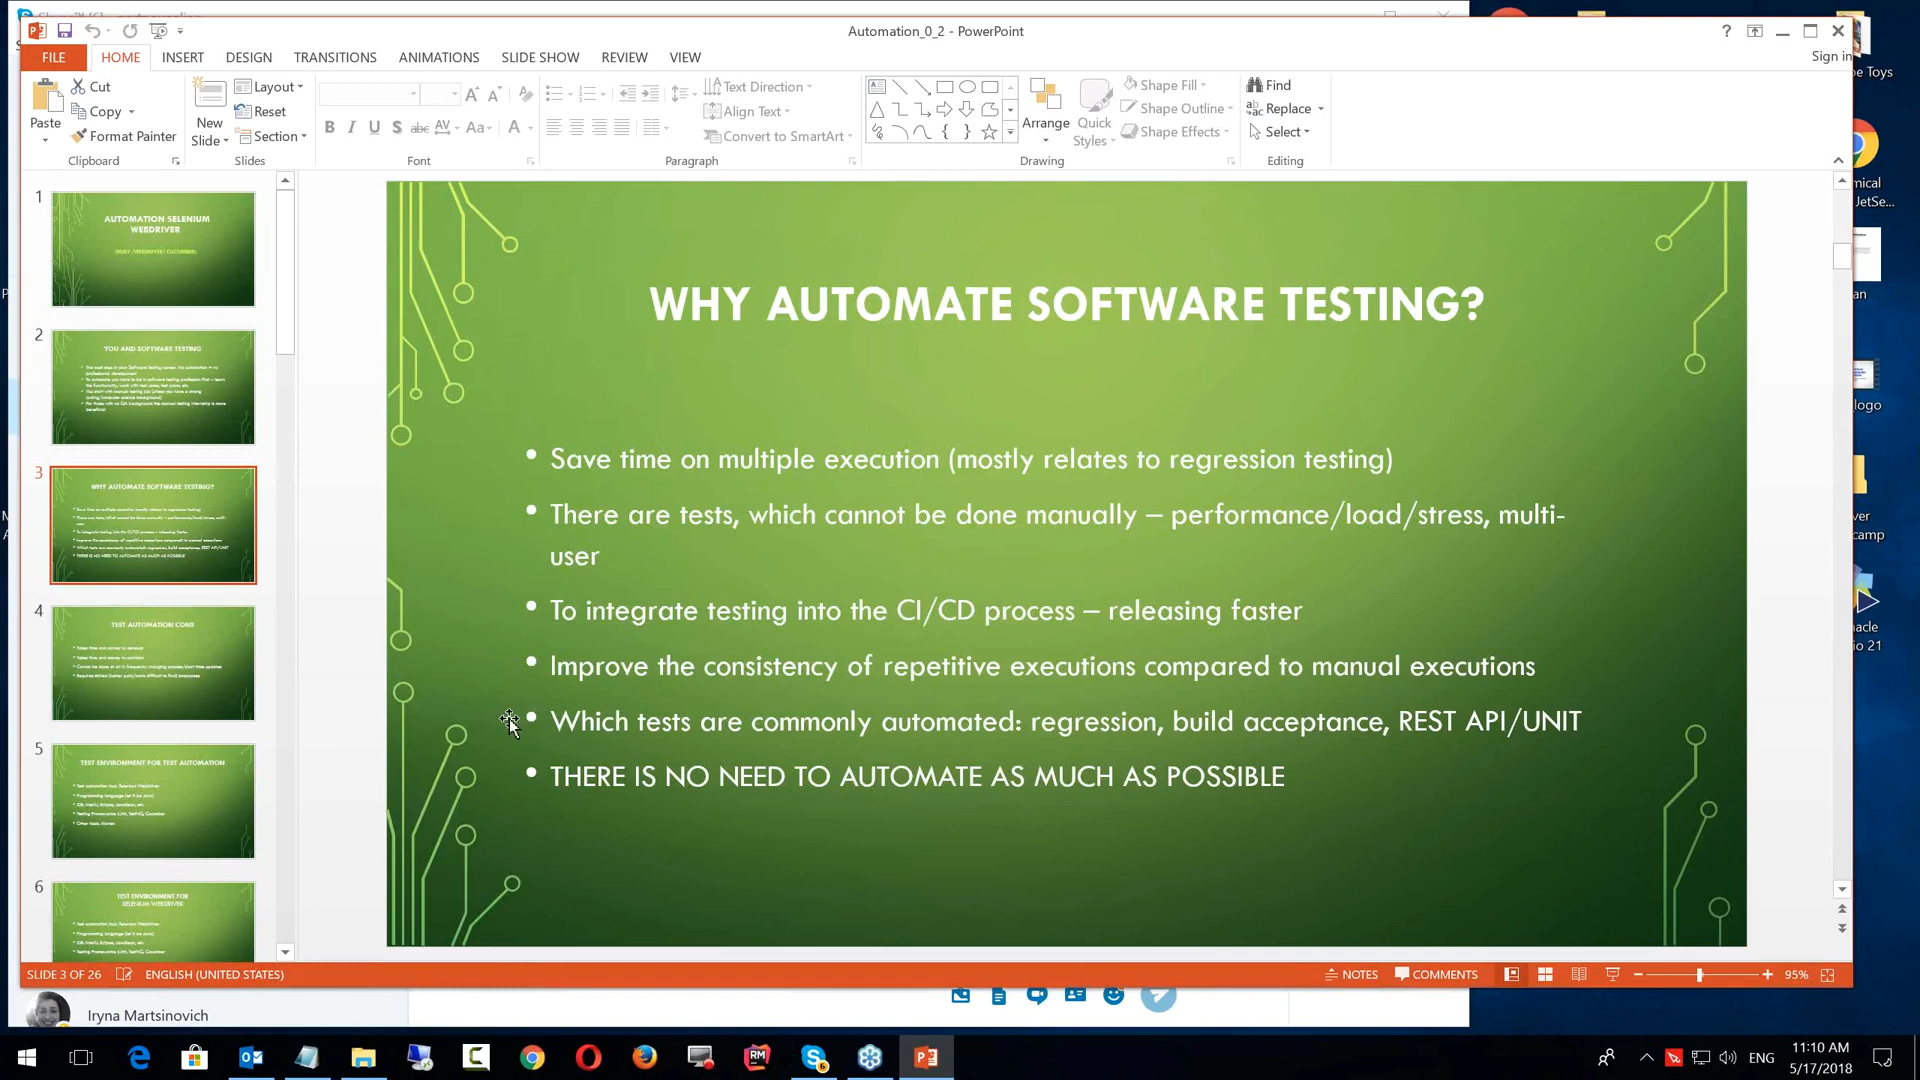 Automation_0_2 - PowerPoint
Sign in
FILE HOME INSERT DESIGN TRANSITIONS ANIMATIONS SLIDE SHOW REVIEW VIEW
Paste
Cut
Copy
Format Painter
Clipboard
New
Slide
Layout
Reset
Section
Slides
Font
Text Direction
Align Text
Convert to SmartArt
Paragraph
Arrange
Quick
Styles
Shape Fill
Shape Outline
Shape Effects
Drawing
Find
Replace
Select
Editing
1
AUTOMATION SELENIUM
WEBDRIVER
2
YOU AND SOFTWARE TESTING
3
WHY AUTOMATE SOFTWARE TESTING?
4
TEST AUTOMATION CONS
5
TEST ENVIRONMENT FOR TEST AUTOMATION
6
TEST ENVIRONMENT FOR
SELENIUM WEBDRIVER
WHY AUTOMATE SOFTWARE TESTING?
• Save time on multiple execution (mostly relates to regression testing)
• There are tests, which cannot be done manually – performance/load/stress, multi-
user
• To integrate testing into the CI/CD process – releasing faster
• Improve the consistency of repetitive executions compared to manual executions
• Which tests are commonly automated: regression, build acceptance, REST API/UNIT
• THERE IS NO NEED TO AUTOMATE AS MUCH AS POSSIBLE
SLIDE 3 OF 26 ENGLISH (UNITED STATES) NOTES COMMENTS 95%
Iryna Martsinovich
ENG
11:10 AM
5/17/2018